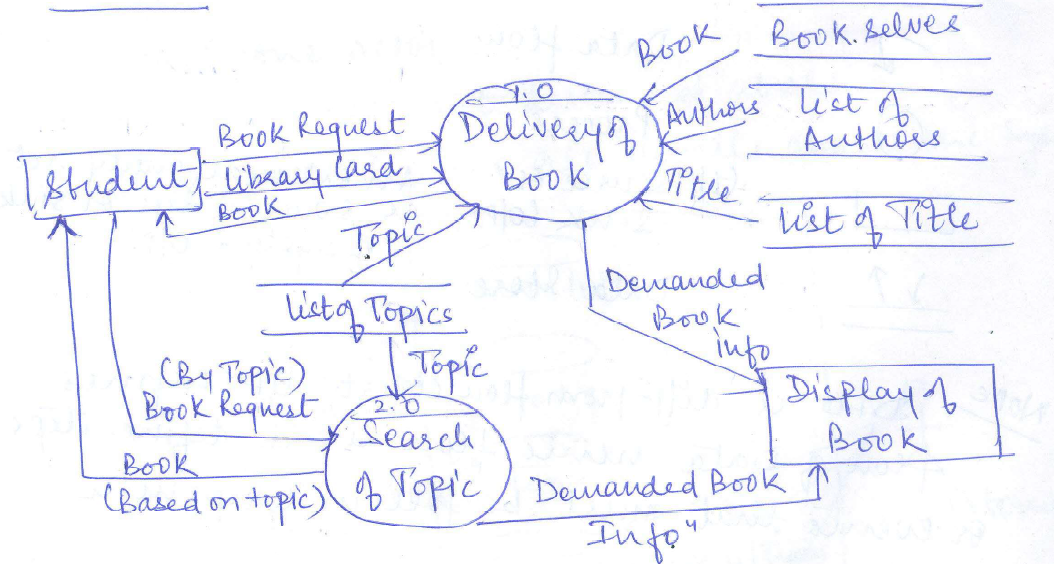 Book
Book.selves
1.0
Authors
List of
Authors
Delivery of
Book
Book Request
Student
Library Card
Book
Title
List of Title
Topic
List of Topics
Demanded
Book
info
Topic
(By Topic)
Book Request
2.0
Search
of Topic
Display of
Book
Book
(Based on topic)
Demanded Book
Info"